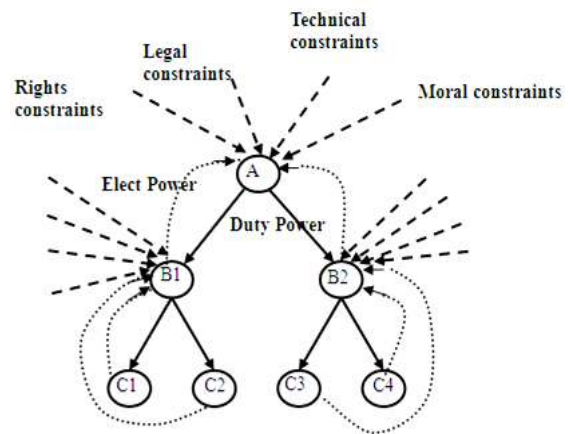 Technical
constraints
Legal
constraints
Rights
constraints
Moral constraints
A
Elect Power
Duty Power
B1
B2
C1
C2
C3
C4